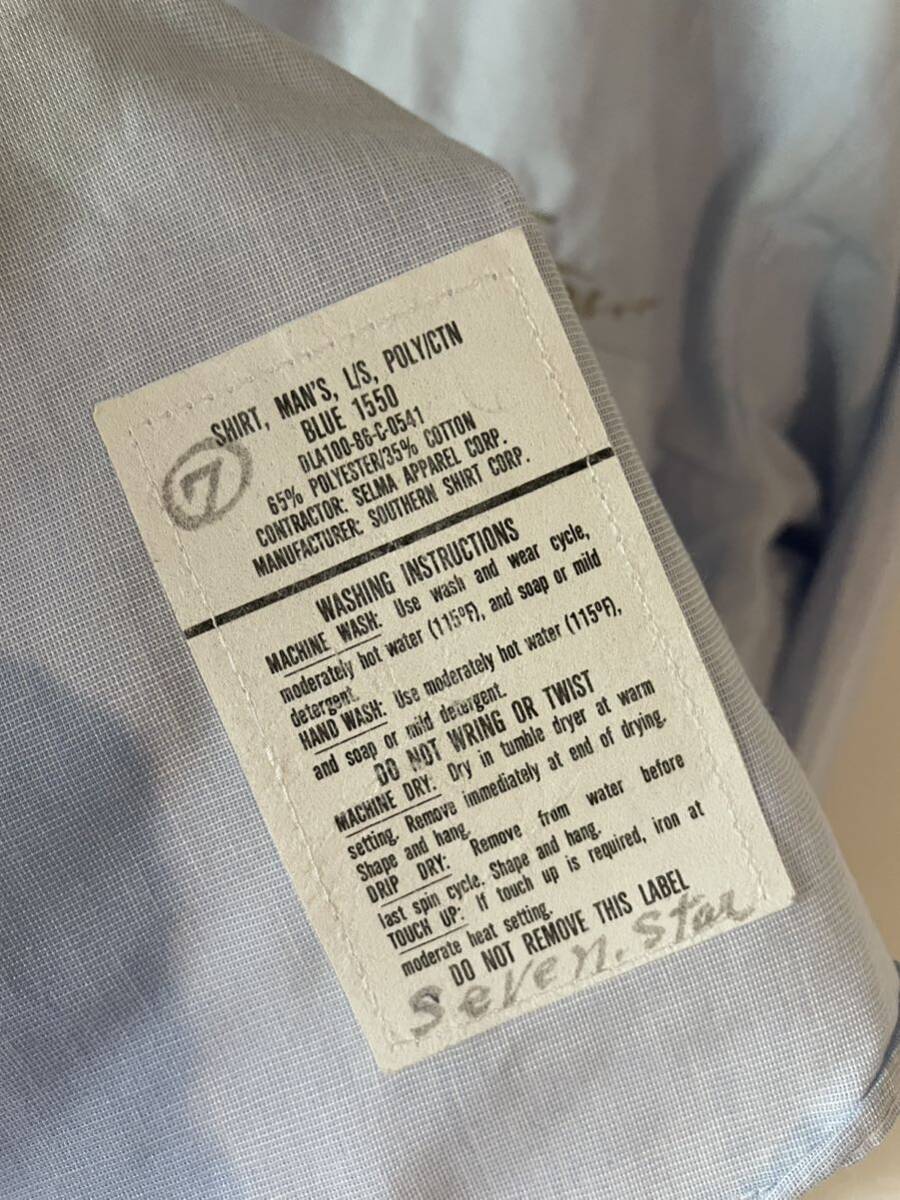 SHIRT, MAN'S, L/S, POLY/CTN
BLUE 1550
DLA100-86-C-0541
65% POLYESTER/35% COTTON
CONTRACTOR: SELMA APPAREL CORP.
MANUFACTURER: SOUTHERN SHIRT CORP.
7
WASHING INSTRUCTIONS
MACHINE WASH: Use wash and wear cycle,
moderately hot water (115ºF), and soap or mild
detergent.
HAND WASH: Use moderately hot water (115ºF),
and soap or mild detergent.
DO NOT WRING OR TWIST
MACHINE DRY: Dry in tumble dryer at warm
setting. Remove immediately at end of drying.
Shape and hang.
DRIP DRY: Remove from water before
last spin cycle. Shape and hang.
TOUCH UP: If touch up is required, iron at
moderate heat setting.
DO NOT REMOVE THIS LABEL
Seven. Star